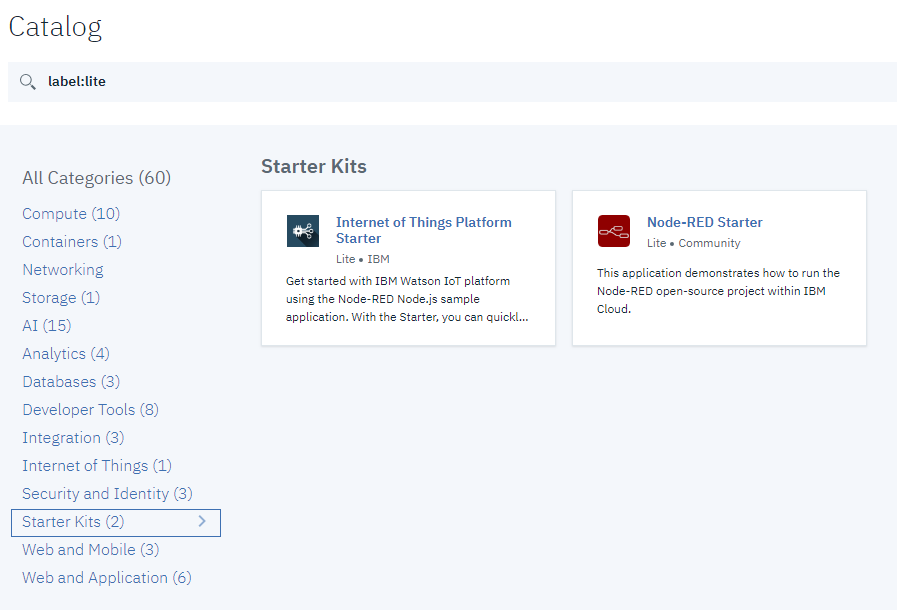 Catalog
label:lite
All Categories (60)
Compute (10)
Containers (1)
Networking
Storage (1)
AI (15)
Analytics (4)
Databases (3)
Developer Tools (8)
Integration (3)
Internet of Things (1)
Security and Identity (3)
Starter Kits (2)
Web and Mobile (3)
Web and Application (6)
Starter Kits
Internet of Things Platform
Starter
Lite • IBM
Get started with IBM Watson IoT platform
using the Node-RED Node.js sample
application. With the Starter, you can quickl...
Node-RED Starter
Lite • Community
This application demonstrates how to run the
Node-RED open-source project within IBM
Cloud.